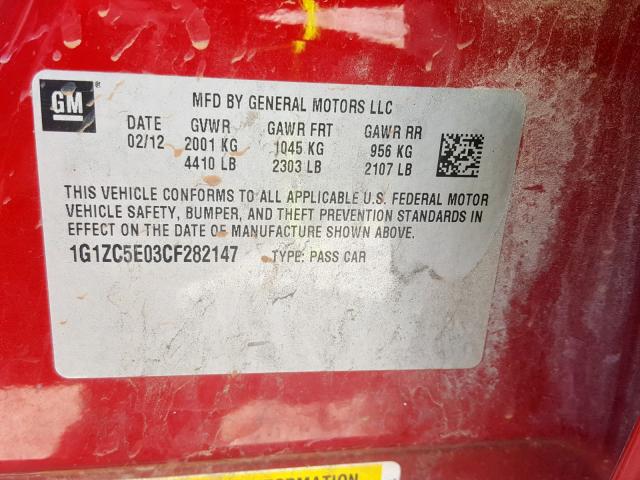 GM
MFD BY GENERAL MOTORS LLC
DATE GVWR GAWR FRT GAWR RR
02/12 2001 KG 1045 KG 956 KG
4410 LB 2303 LB 2107 LB
THIS VEHICLE CONFORMS TO ALL APPLICABLE U.S. FEDERAL MOTOR
VEHICLE SAFETY, BUMPER, AND THEFT PREVENTION STANDARDS IN
EFFECT ON THE DATE OF MANUFACTURE SHOWN ABOVE.
1G1ZC5E03CF282147 TYPE: PASS CAR
INFORMATION